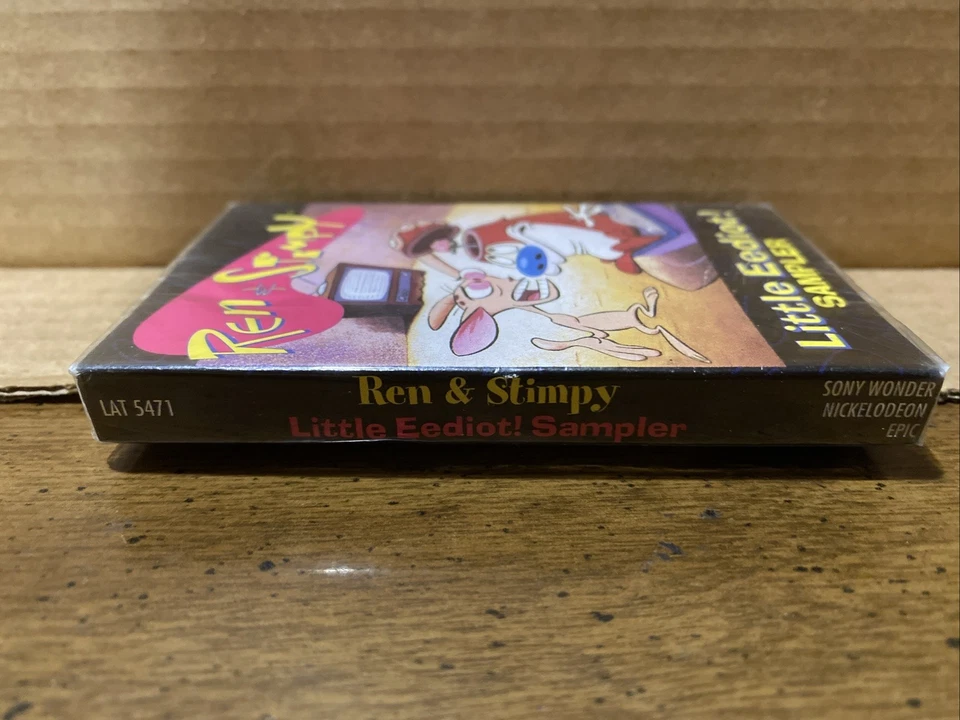 Ren & Stimpy
Little Eediot!
SAMPLER
LAT 5471
Ren & Stimpy
Little Eediot! Sampler
SONY WONDER
NICKELODEON
EPIC